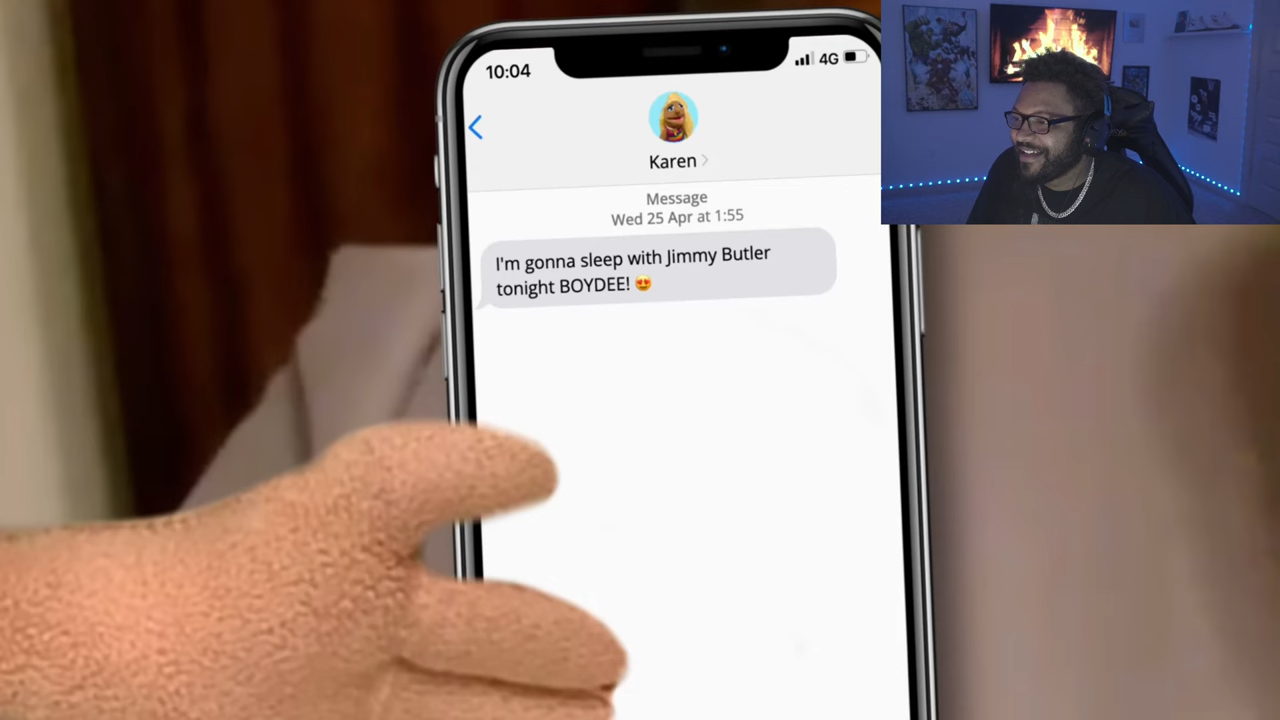 10:04
4G
Karen
Message
Wed 25 Apr at 1:55
I'm gonna sleep with Jimmy Butler
tonight BOYDEE! 😍